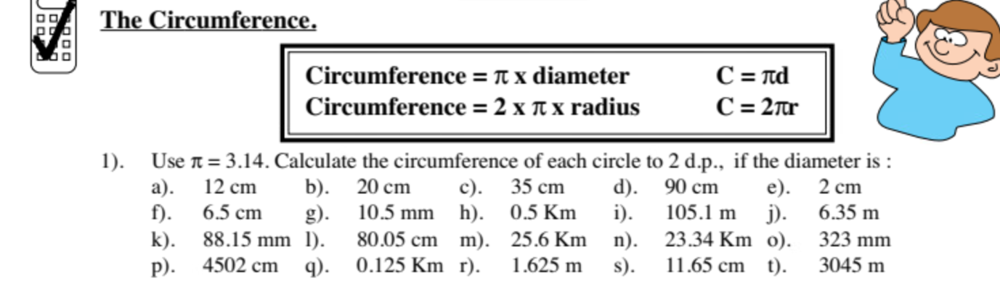 The Circumference.
Circumference = π x diameter C = πd
Circumference = 2 x π x radius C = 2πr
1). Use π = 3.14. Calculate the circumference of each circle to 2 d.p., if the diameter is :
a). 12 cm b). 20 cm c). 35 cm d). 90 cm e). 2 cm
f). 6.5 cm g). 10.5 mm h). 0.5 Km i). 105.1 m j). 6.35 m
k). 88.15 mm l). 80.05 cm m). 25.6 Km n). 23.34 Km o). 323 mm
p). 4502 cm q). 0.125 Km r). 1.625 m s). 11.65 cm t). 3045 m